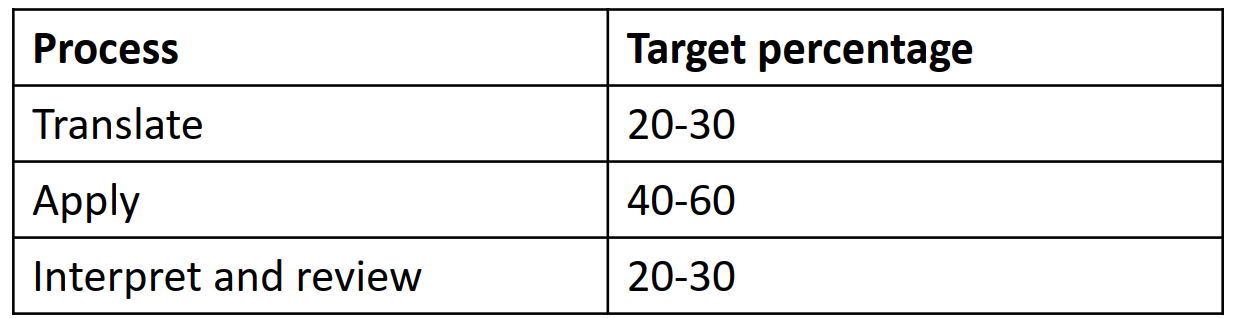 Process Target percentage
Translate 20-30
Apply 40-60
Interpret and review 20-30